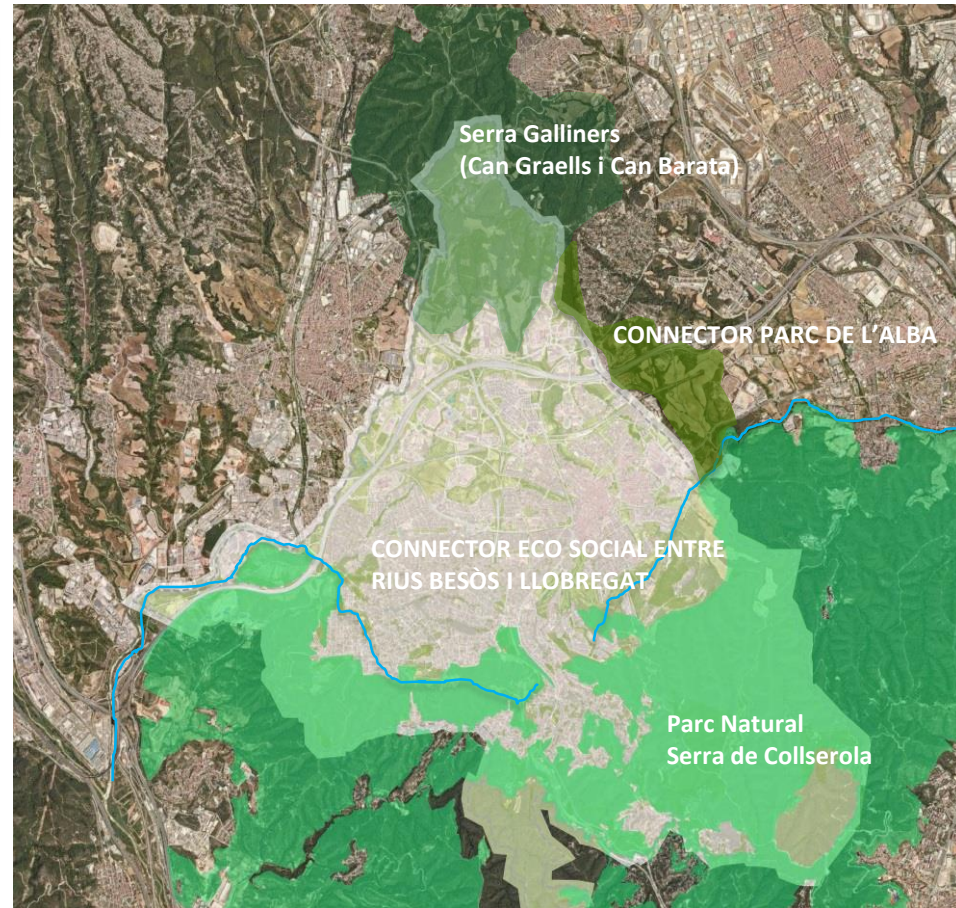 Serra Galliners
(Can Graells i Can Barata)
CONNECTOR PARC DE L’ALBA
CONNECTOR ECO SOCIAL ENTRE
RIUS BESÒS I LLOBREGAT
Parc Natural
Serra de Collserola